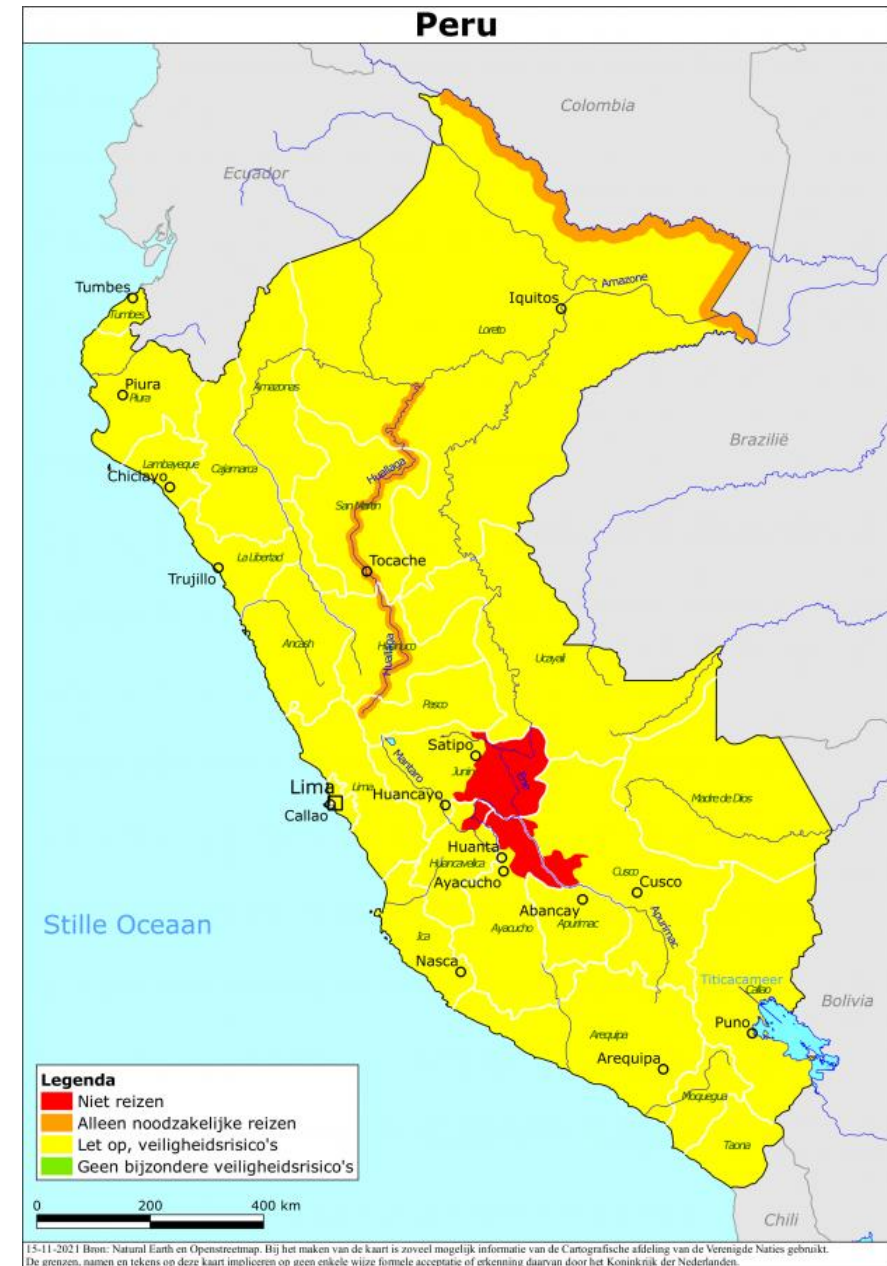 Peru
Colombia
Ecuador
Amazone
Tumbes
Tumbes
Iquitos
Loreto
Piura
Piura
Amazonas
Brazilië
Lambayeque
Cajamarca
Chiclayo
Huallaga
San Martin
La Libertad
Tocache
Trujillo
Ancash
Huanuco
Huallaga
Ucayali
Pasco
Satipo
Mantaro
Junin
Ene
Lima
Lima
Callao
Huancayo
Madre de Dios
Huanta
Huancavelica
Ayacucho
Cusco
Cusco
Abancay
Ayacucho
Apurimac
Apurimac
Stille Oceaan
Ica
Nasca
Titicacameer
Callao
Bolivia
Puno
Arequipa
Arequipa
Moquegua
Taona
Chili
Legenda
Niet reizen
Alleen noodzakelijke reizen
Let op, veiligheidsrisico's
Geen bijzondere veiligheidsrisico's
0 200 400 km
15-11-2021 Bron: Natural Earth en Openstreetmap. Bij het maken van de kaart is zoveel mogelijk informatie van de Cartografische afdeling van de Verenigde Naties gebruikt.
De grenzen, namen en tekens op deze kaart impliceren op geen enkele wijze formele acceptatie of erkenning daarvan door het Koninkrijk der Nederlanden.